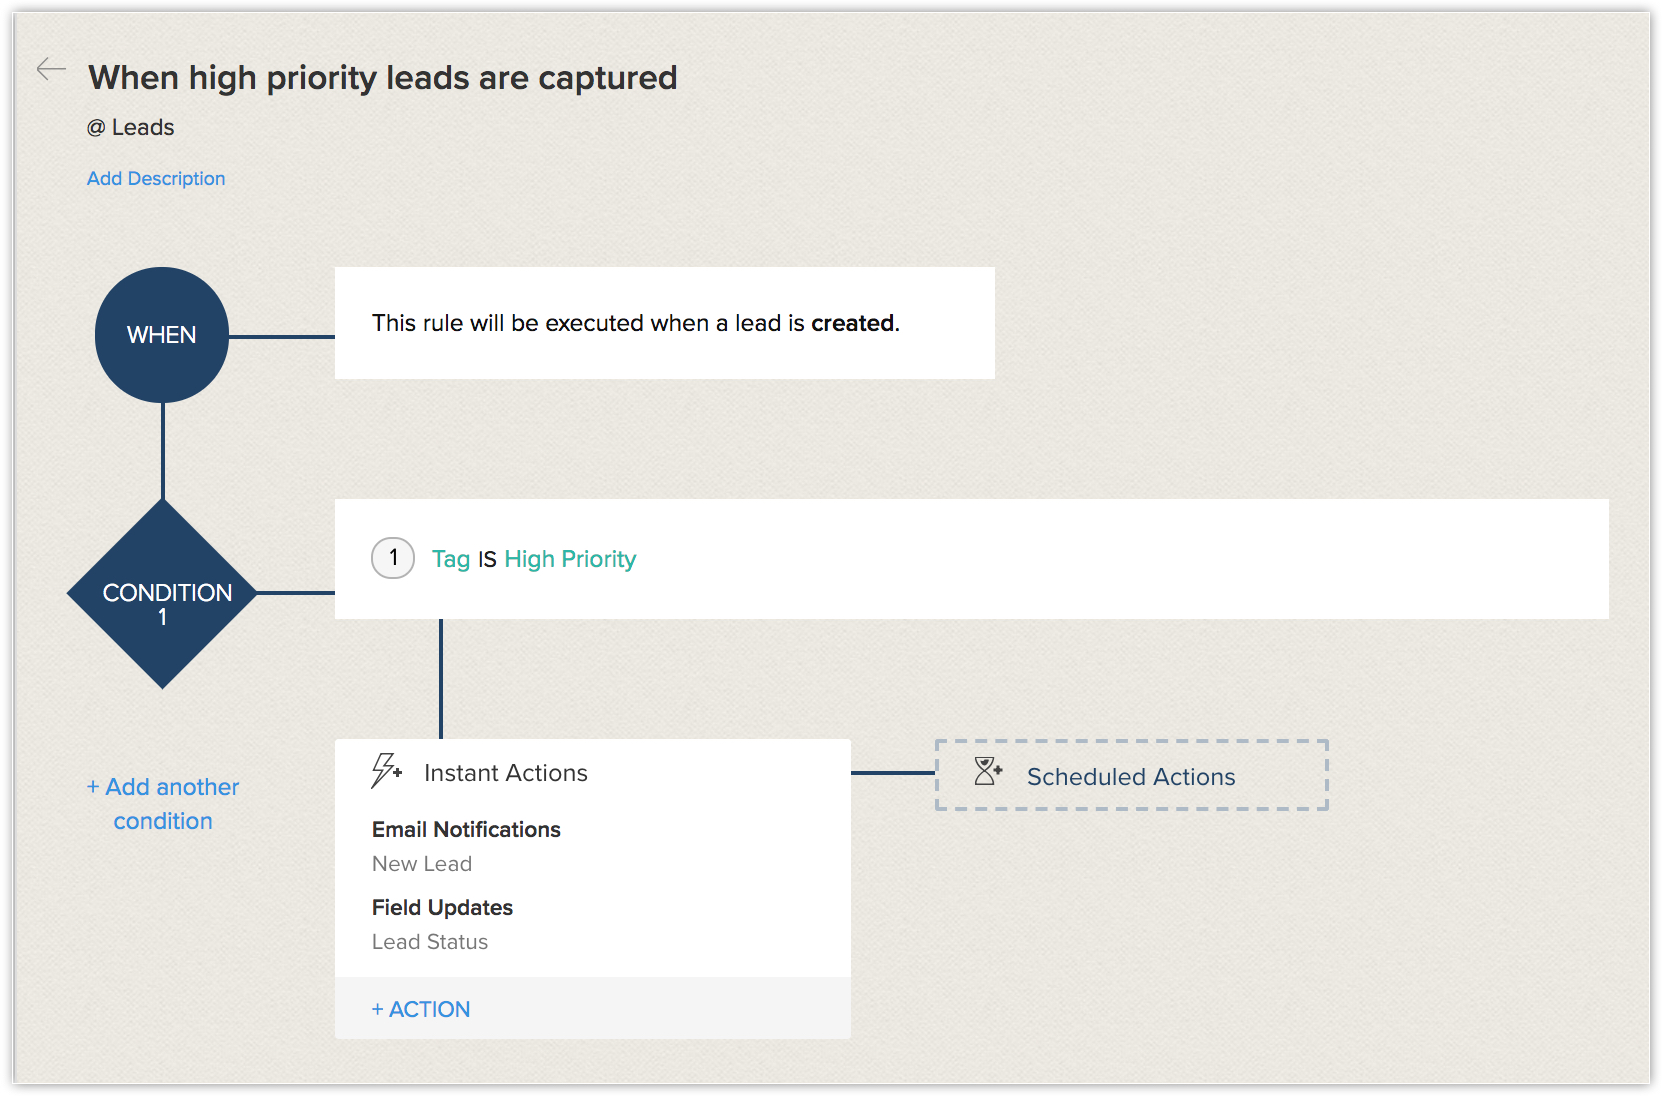 When high priority leads are captured
@ Leads
Add Description
WHEN
This rule will be executed when a lead is created.
CONDITION
1
1 Tag IS High Priority
+ Add another
condition
Instant Actions
Email Notifications
New Lead
Field Updates
Lead Status
+ ACTION
Scheduled Actions